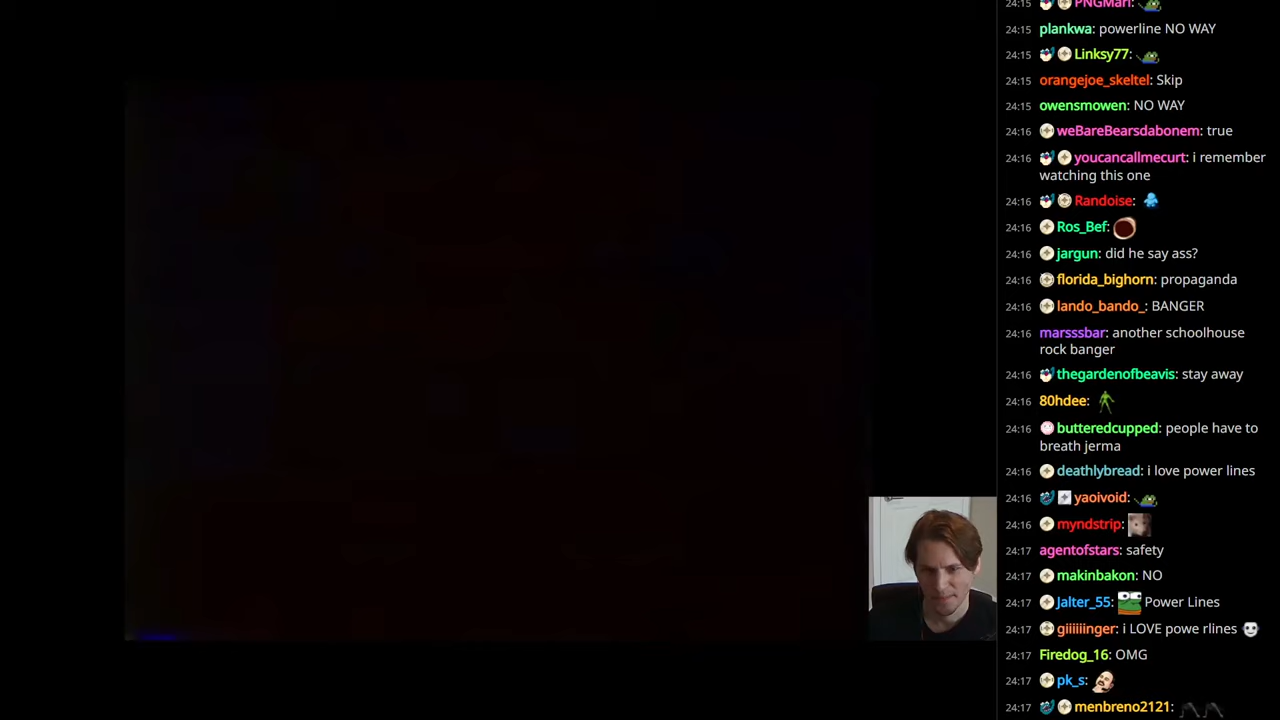 24:15 PNGMari:
24:15 plankwa: powerline NO WAY
24:15 Linksy77:
24:15 orangejoe_skeltel: Skip
24:15 owensmowen: NO WAY
24:16 weBareBearsdabonem: true
24:16 youcancallmecurt: i remember
watching this one
24:16 Randoise:
24:16 Ros_Bef:
24:16 jargun: did he say ass?
24:16 florida_bighorn: propaganda
24:16 lando_bando_: BANGER
24:16 marsssbar: another schoolhouse
rock banger
24:16 thegardenofbeavis: stay away
24:16 80hdee:
24:16 butteredcupped: people have to
breath jerma
24:16 deathlybread: i love power lines
24:16 yaoivoid:
24:16 myndstrip:
24:17 agentofstars: safety
24:17 makinbakon: NO
24:17 Jalter_55: Power Lines
24:17 giiiiiinger: i LOVE powe rlines
24:17 Firedog_16: OMG
24:17 pk_s:
24:17 menbreno2121: